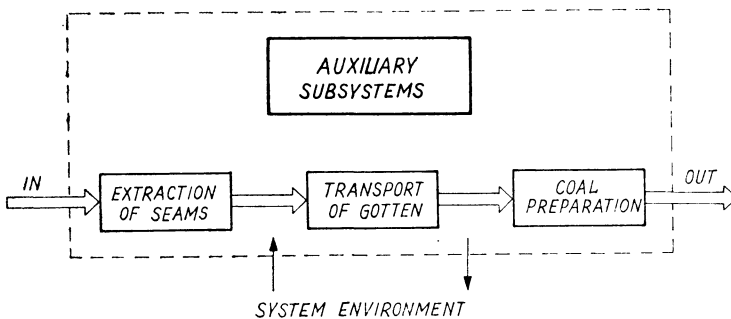 AUXILIARY
SUBSYSTEMS
IN
EXTRACTION
OF SEAMS
TRANSPORT
OF GOTTEN
COAL
PREPARATION
OUT
SYSTEM ENVIRONMENT